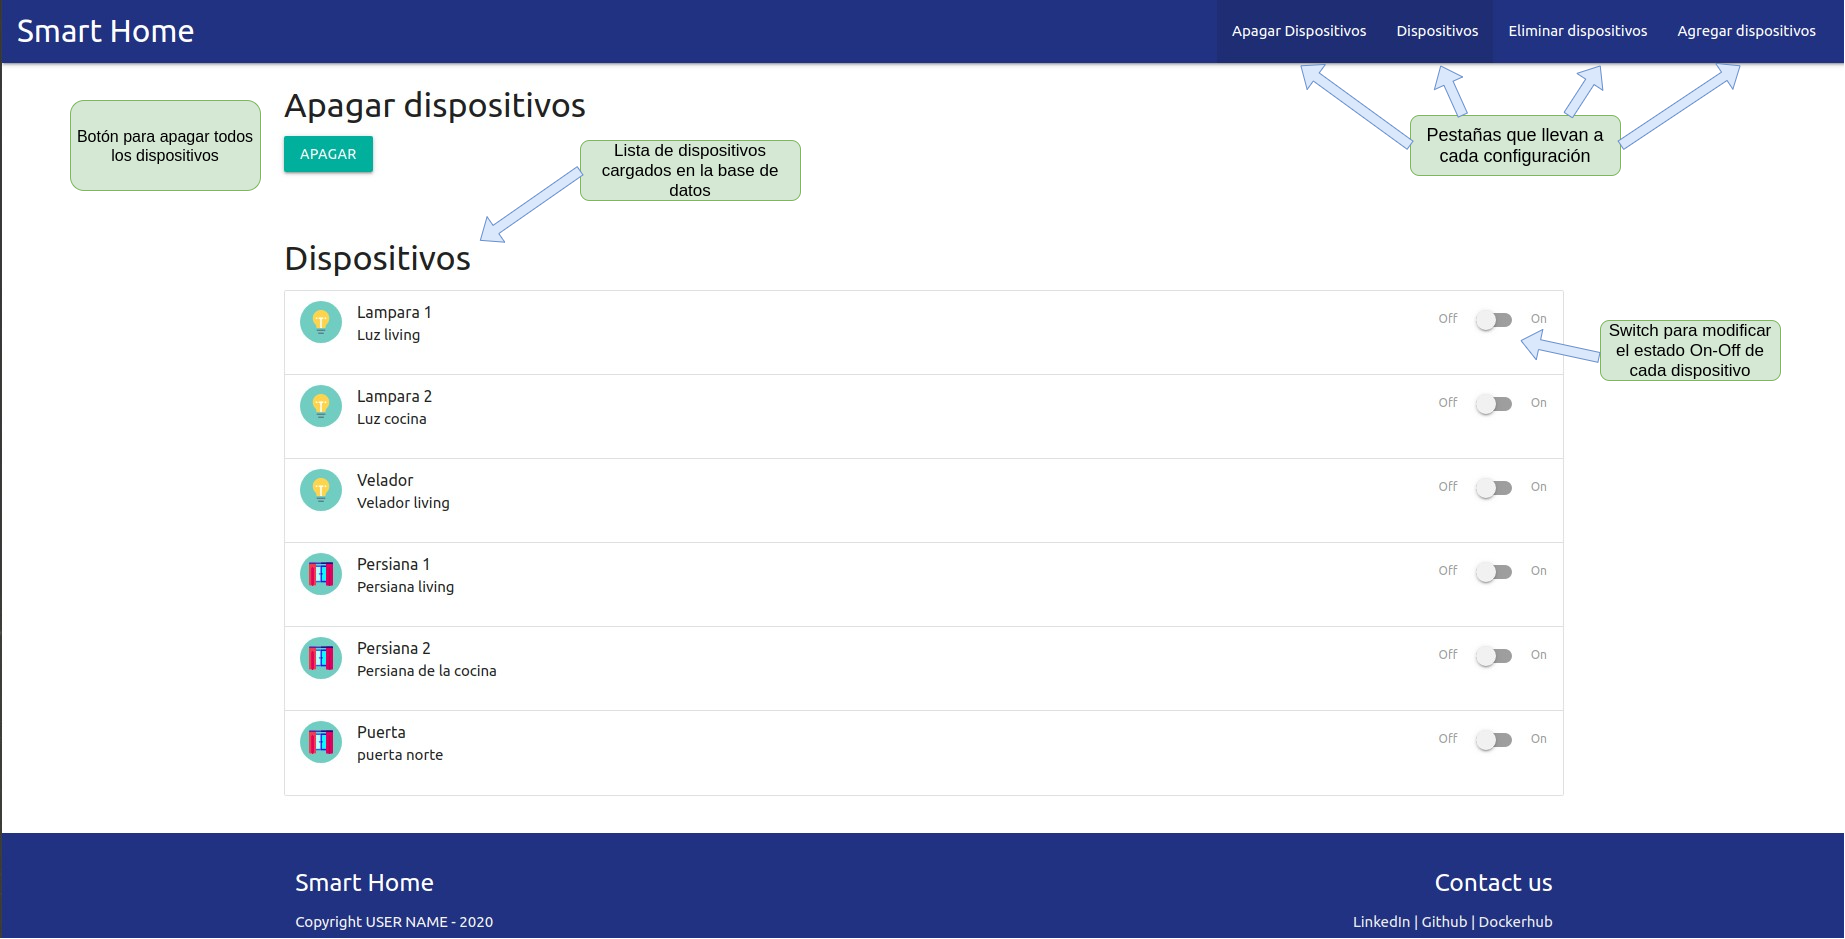 Smart Home
Apagar Dispositivos
Dispositivos
Eliminar dispositivos
Agregar dispositivos
Botón para apagar todos
los dispositivos
Apagar dispositivos
APAGAR
Lista de dispositivos
cargados en la base de
datos
Pestañas que llevan a
cada configuración
Dispositivos
Lampara 1
Luz living
Off On
Switch para modificar
el estado On-Off de
cada dispositivo
Lampara 2
Luz cocina
Off On
Velador
Velador living
Off On
Persiana 1
Persiana living
Off On
Persiana 2
Persiana de la cocina
Off On
Puerta
puerta norte
Off On
Smart Home
Copyright USER NAME - 2020
Contact us
LinkedIn | Github | Dockerhub